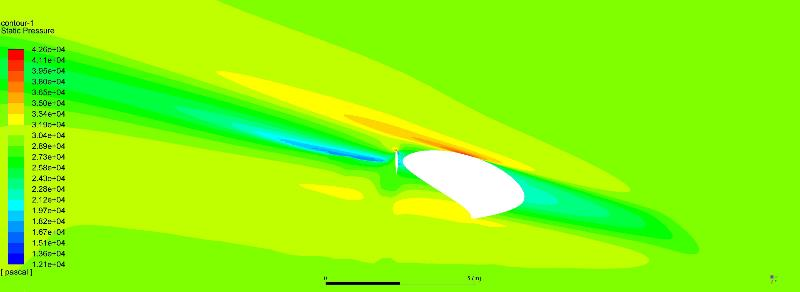 contour-1
Static Pressure
4.26e+04
4.11e+04
3.95e+04
3.80e+04
3.65e+04
3.50e+04
3.34e+04
3.19e+04
3.04e+04
2.89e+04
2.73e+04
2.58e+04
2.43e+04
2.28e+04
2.12e+04
1.97e+04
1.82e+04
1.67e+04
1.51e+04
1.36e+04
1.21e+04
[ pascal ]
0